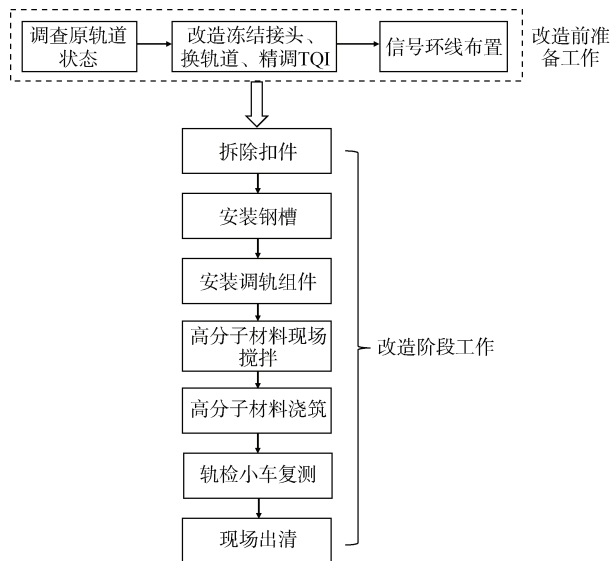 调查原轨道
状态
改造冻结接头、
换轨道、精调TQI
信号环线布置
改造前准
备工作
拆除扣件
安装钢槽
安装调轨组件
高分子材料现场
搅拌
高分子材料浇筑
轨检小车复测
现场出清
改造阶段工作